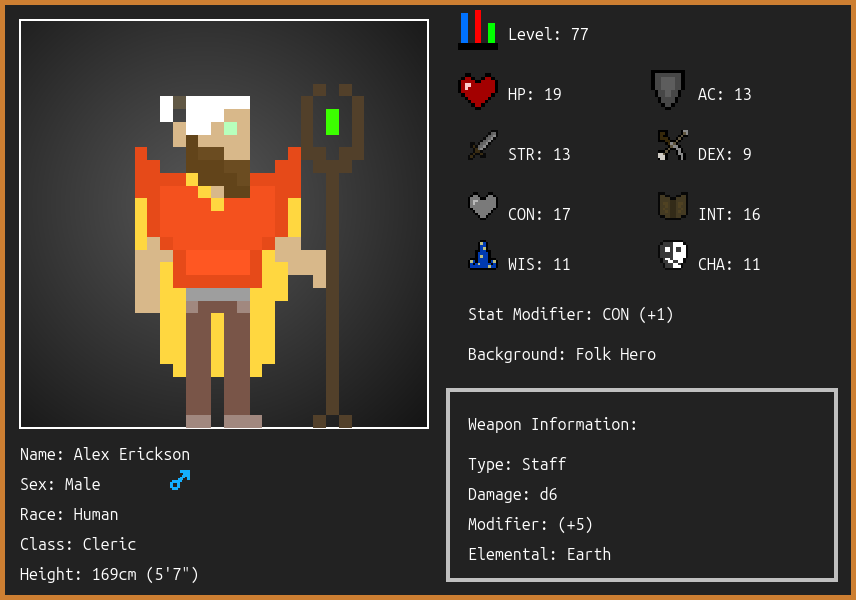 Level: 77
HP: 19
AC: 13
STR: 13
DEX: 9
CON: 17
INT: 16
WIS: 11
CHA: 11
Stat Modifier: CON (+1)
Background: Folk Hero
Weapon Information:
Type: Staff
Damage: d6
Modifier: (+5)
Elemental: Earth
Name: Alex Erickson
Sex: Male
Race: Human
Class: Cleric
Height: 169cm (5'7")